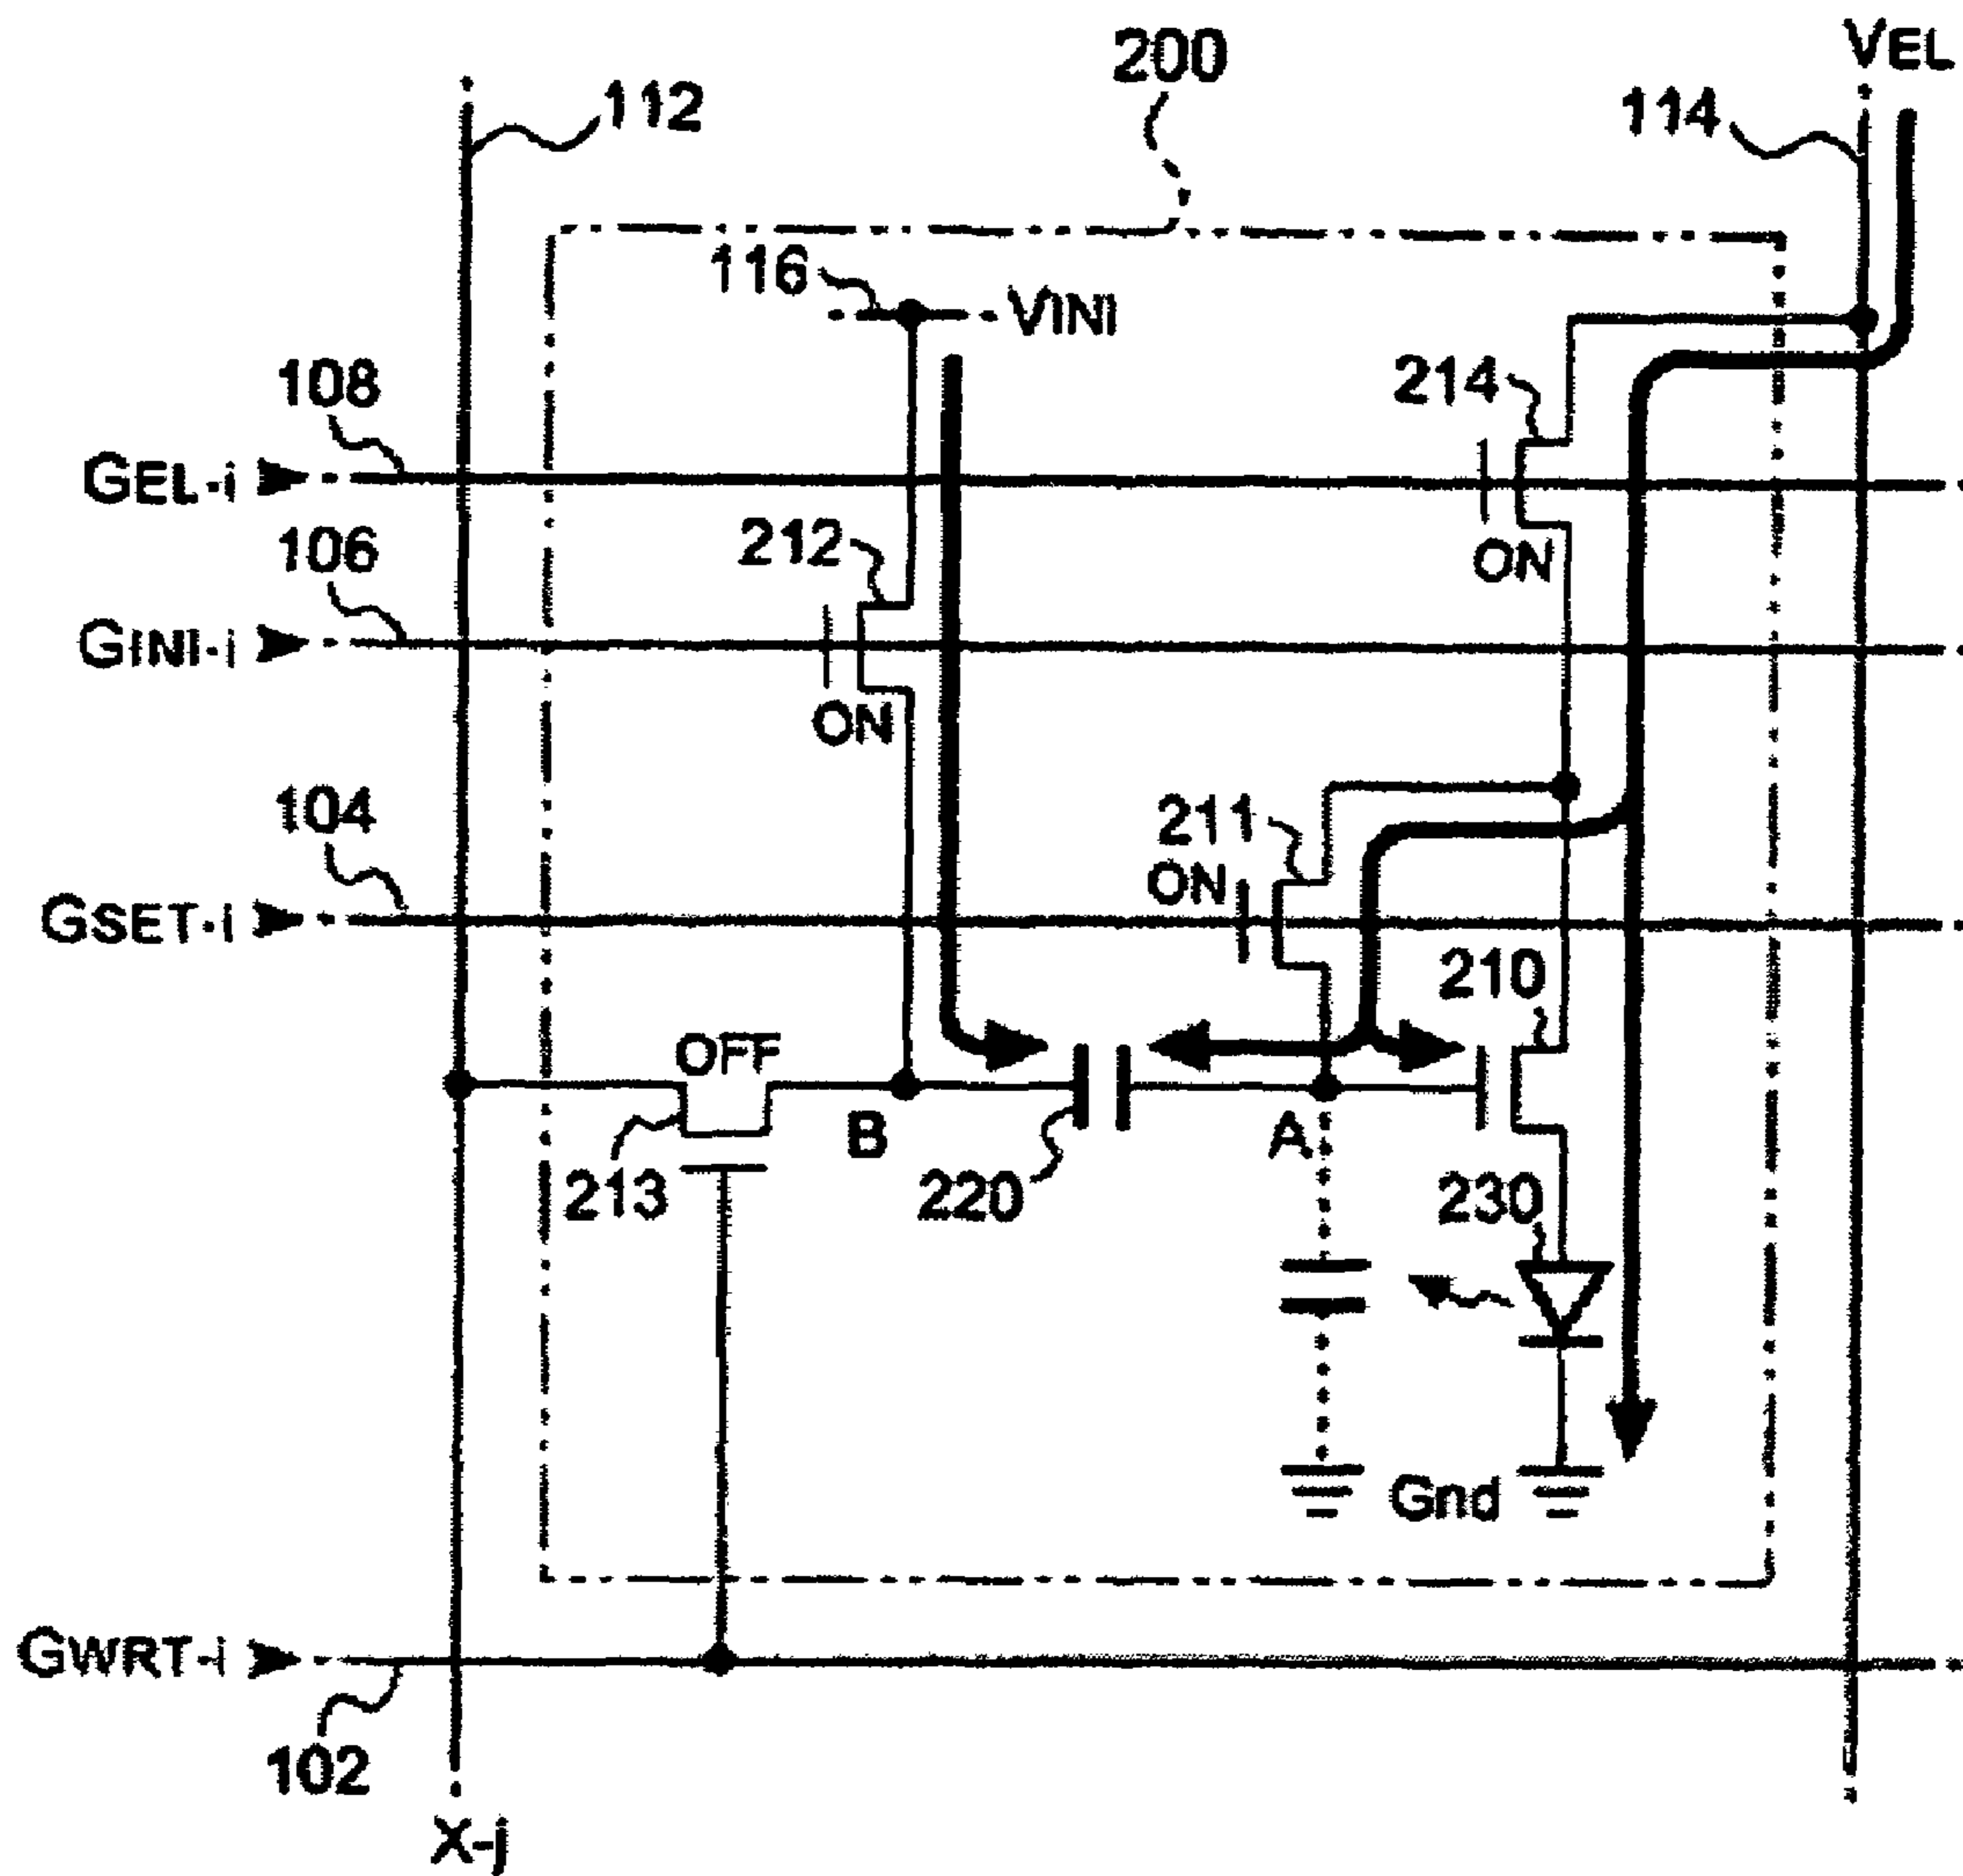 200
VEL
112
114
116
VINI
108
214
GEL-i
212
ON
106
GINI-i
ON
104
211
ON
GSET-i
210
OFF
B
A
213
220
230
Gnd
GWRT-i
102
X-j